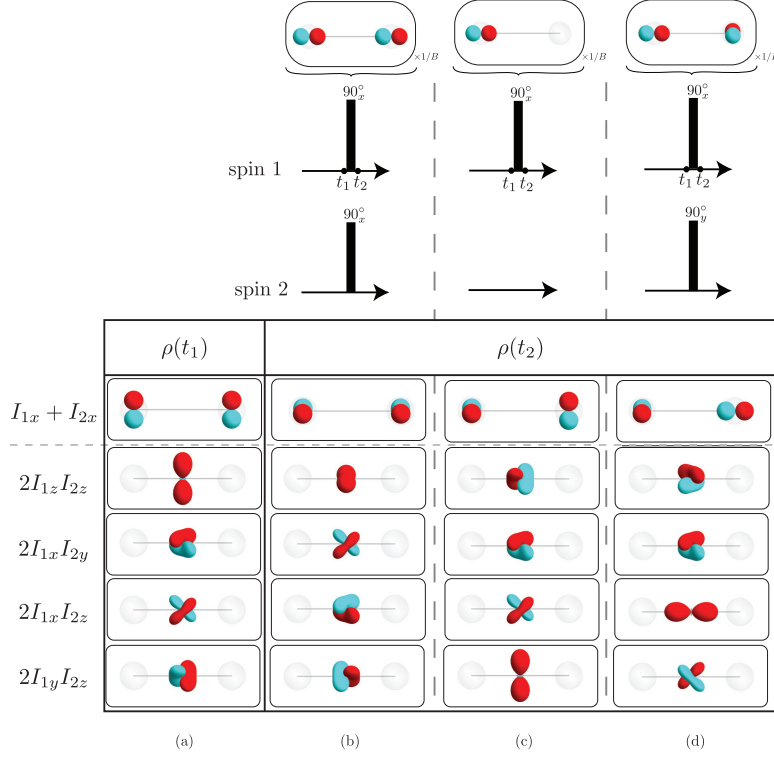 ×1/B ×1/B ×1/B
90°x 90°x 90°x
spin 1
t1 t2 t1 t2 t1 t2
90°x 90°y
spin 2
ρ(t1) ρ(t2)
I1x + I2x
2I1zI2z
2I1xI2y
2I1xI2z
2I1yI2z
(a) (b) (c) (d)